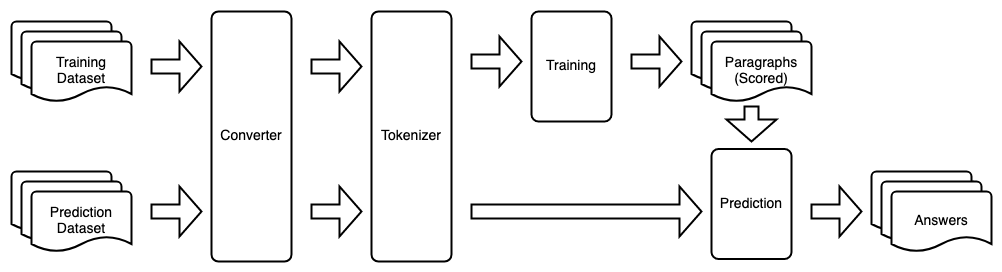 Training
Dataset
Converter
Tokenizer
Training
Paragraphs
(Scored)
Prediction
Dataset
Prediction
Answers